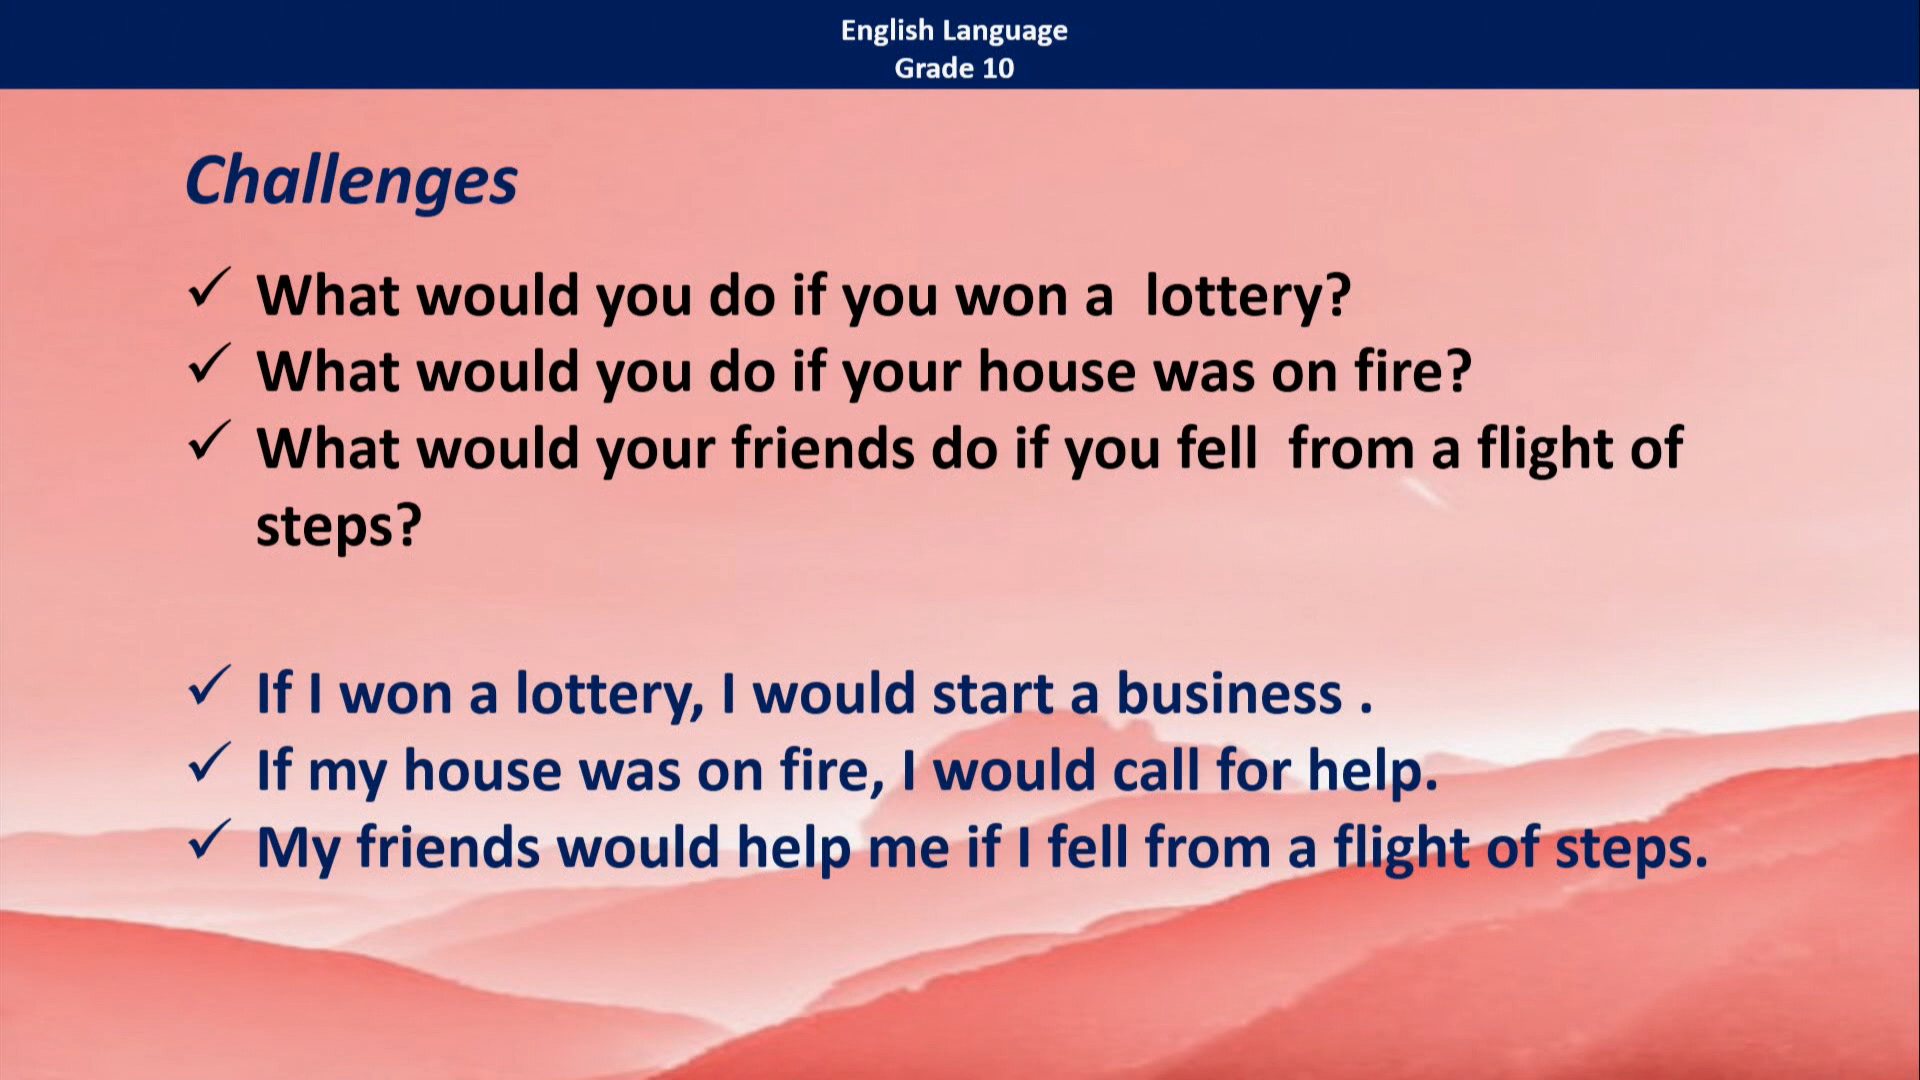 English Language
Grade 10
Challenges
✓ What would you do if you won a  lottery?
✓ What would you do if your house was on fire?
✓ What would your friends do if you fell  from a flight of
steps?
✓ If I won a lottery, I would start a business .
✓ If my house was on fire, I would call for help.
✓ My friends would help me if I fell from a flight of steps.